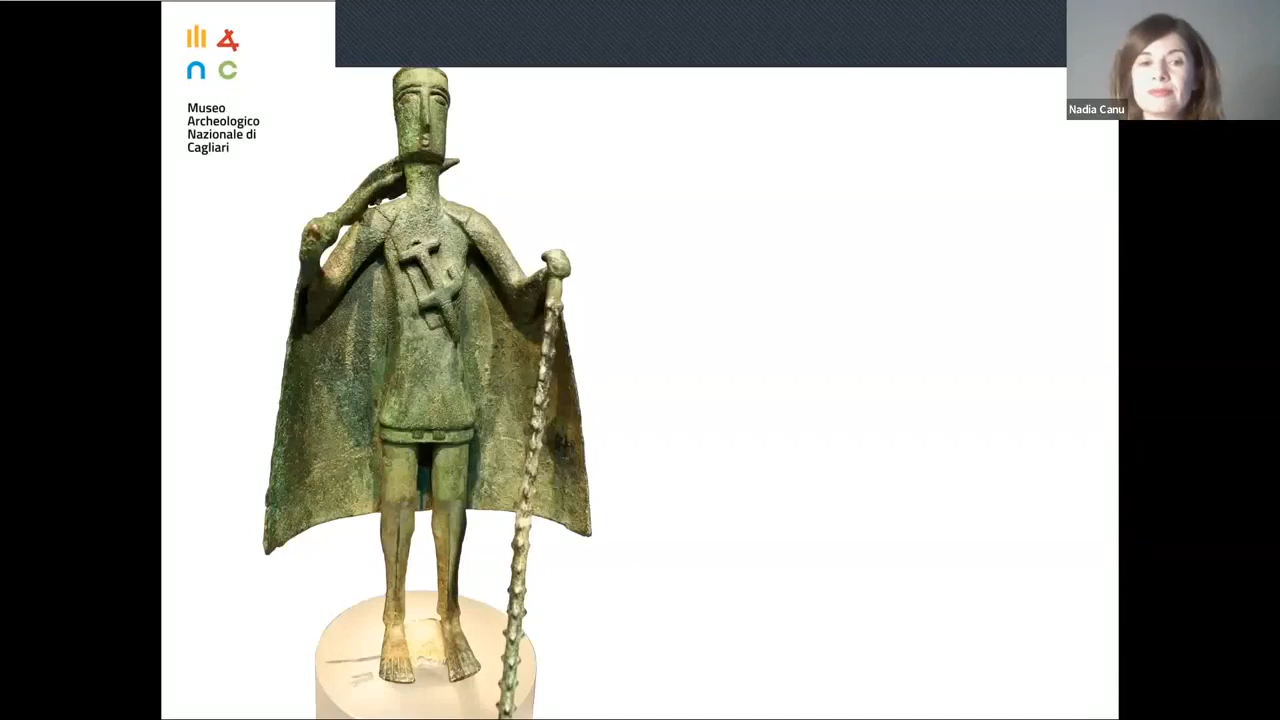 Museo
Archeologico
Nazionale di
Cagliari
Nadia Canu